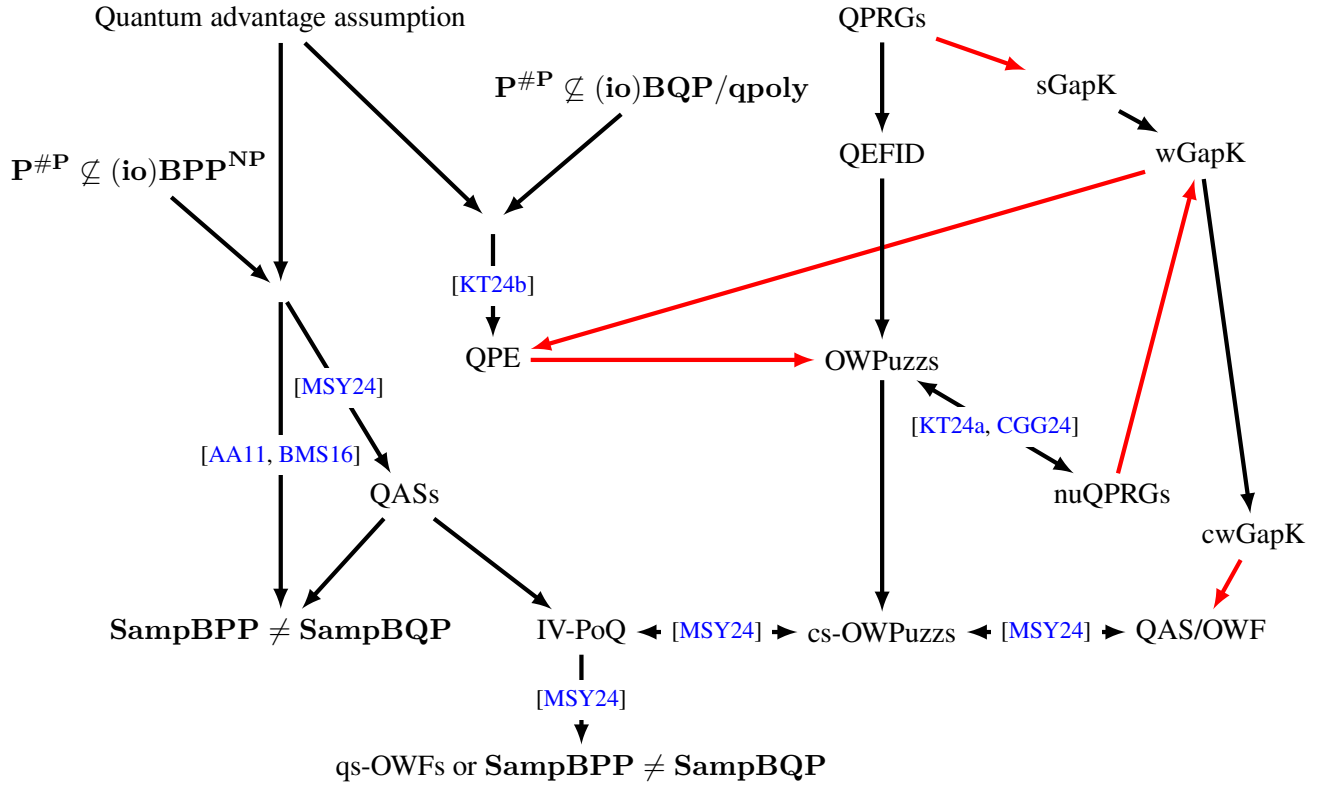 Quantum advantage assumption
QPRGs
sGapK
P^#P ⊈ (io)BQP/qpoly
QEFID
wGapK
P^#P ⊈ (io)BPP^NP
[KT24b]
QPE
OWPuzzs
[MSY24]
[KT24a, CGG24]
[AA11, BMS16]
QASs
nuQPRGs
cwGapK
SampBPP ≠ SampBQP
IV-PoQ
[MSY24]
cs-OWPuzzs
[MSY24]
QAS/OWF
[MSY24]
qs-OWFs or SampBPP ≠ SampBQP